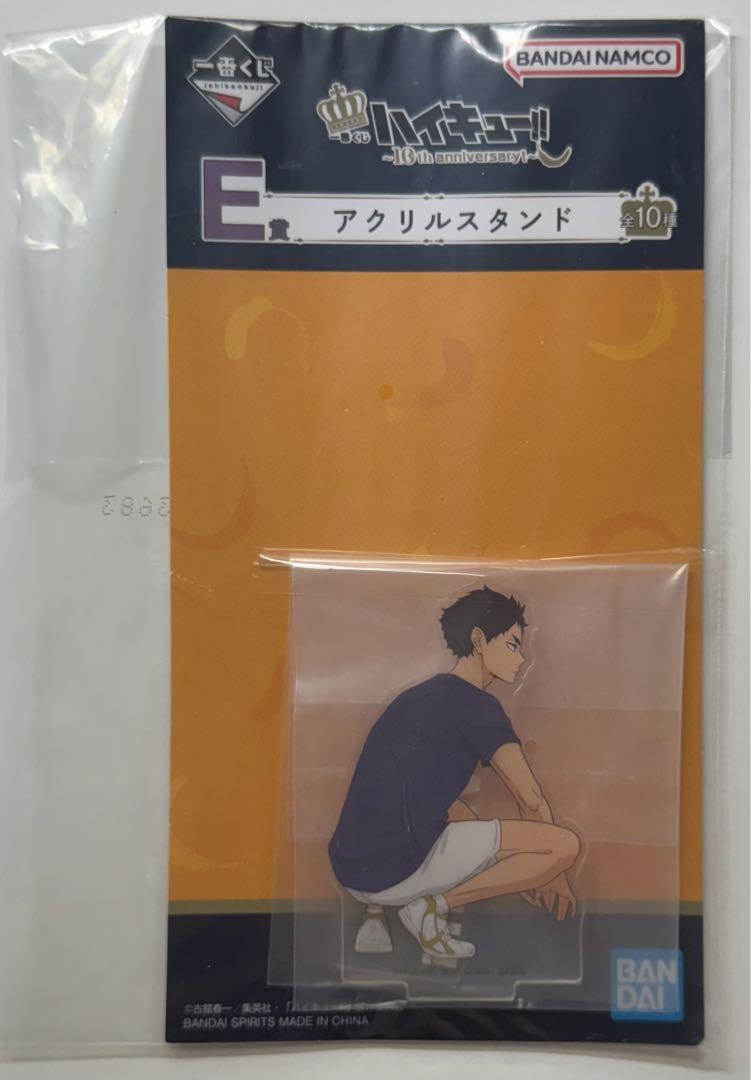 一番くじ
ichibankuji
BANDAI NAMCO
一番くじ
ハイキュー!!
~10th anniversary!~
E賞
アクリルスタンド
全10種
3683
©古舘春一/集英社・「ハイキュー
BANDAI SPIRITS MADE IN CHINA
BAN
DAI